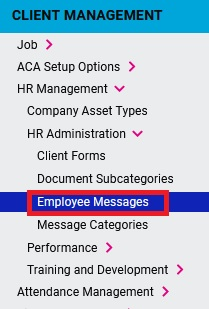 CLIENT MANAGEMENT
Job
ACA Setup Options
HR Management
Company Asset Types
HR Administration
Client Forms
Document Subcategories
Employee Messages
Message Categories
Performance
Training and Development
Attendance Management